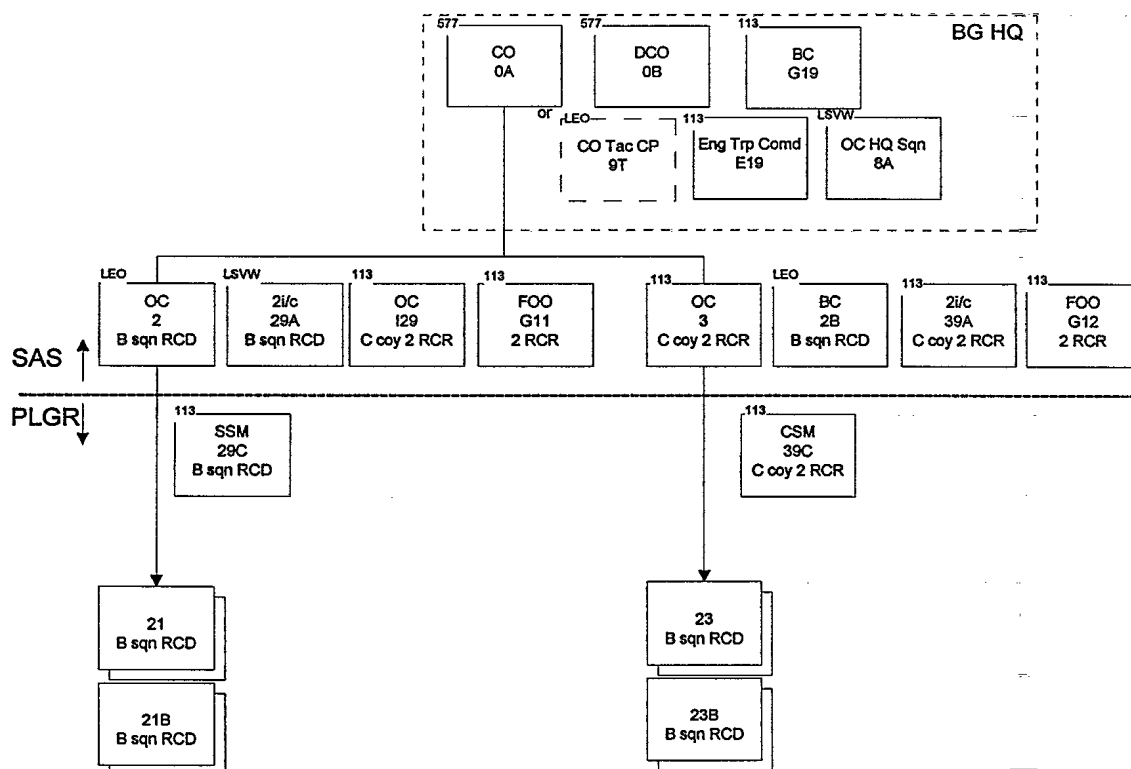 BG HQ
577
CO
0A
577
DCO
0B
113
BC
G19
or
LEO
CO Tac CP
9T
113
Eng Trp Comd
E19
LSVW
OC HQ Sqn
8A
LEO
OC
2
B sqn RCD
LSVW
2i/c
29A
B sqn RCD
113
OC
I29
C coy 2 RCR
113
FOO
G11
2 RCR
113
OC
3
C coy 2 RCR
LEO
BC
2B
B sqn RCD
113
2i/c
39A
C coy 2 RCR
113
FOO
G12
2 RCR
SAS
PLGR
113
SSM
29C
B sqn RCD
113
CSM
39C
C coy 2 RCR
21
B sqn RCD
23
B sqn RCD
21B
B sqn RCD
23B
B sqn RCD